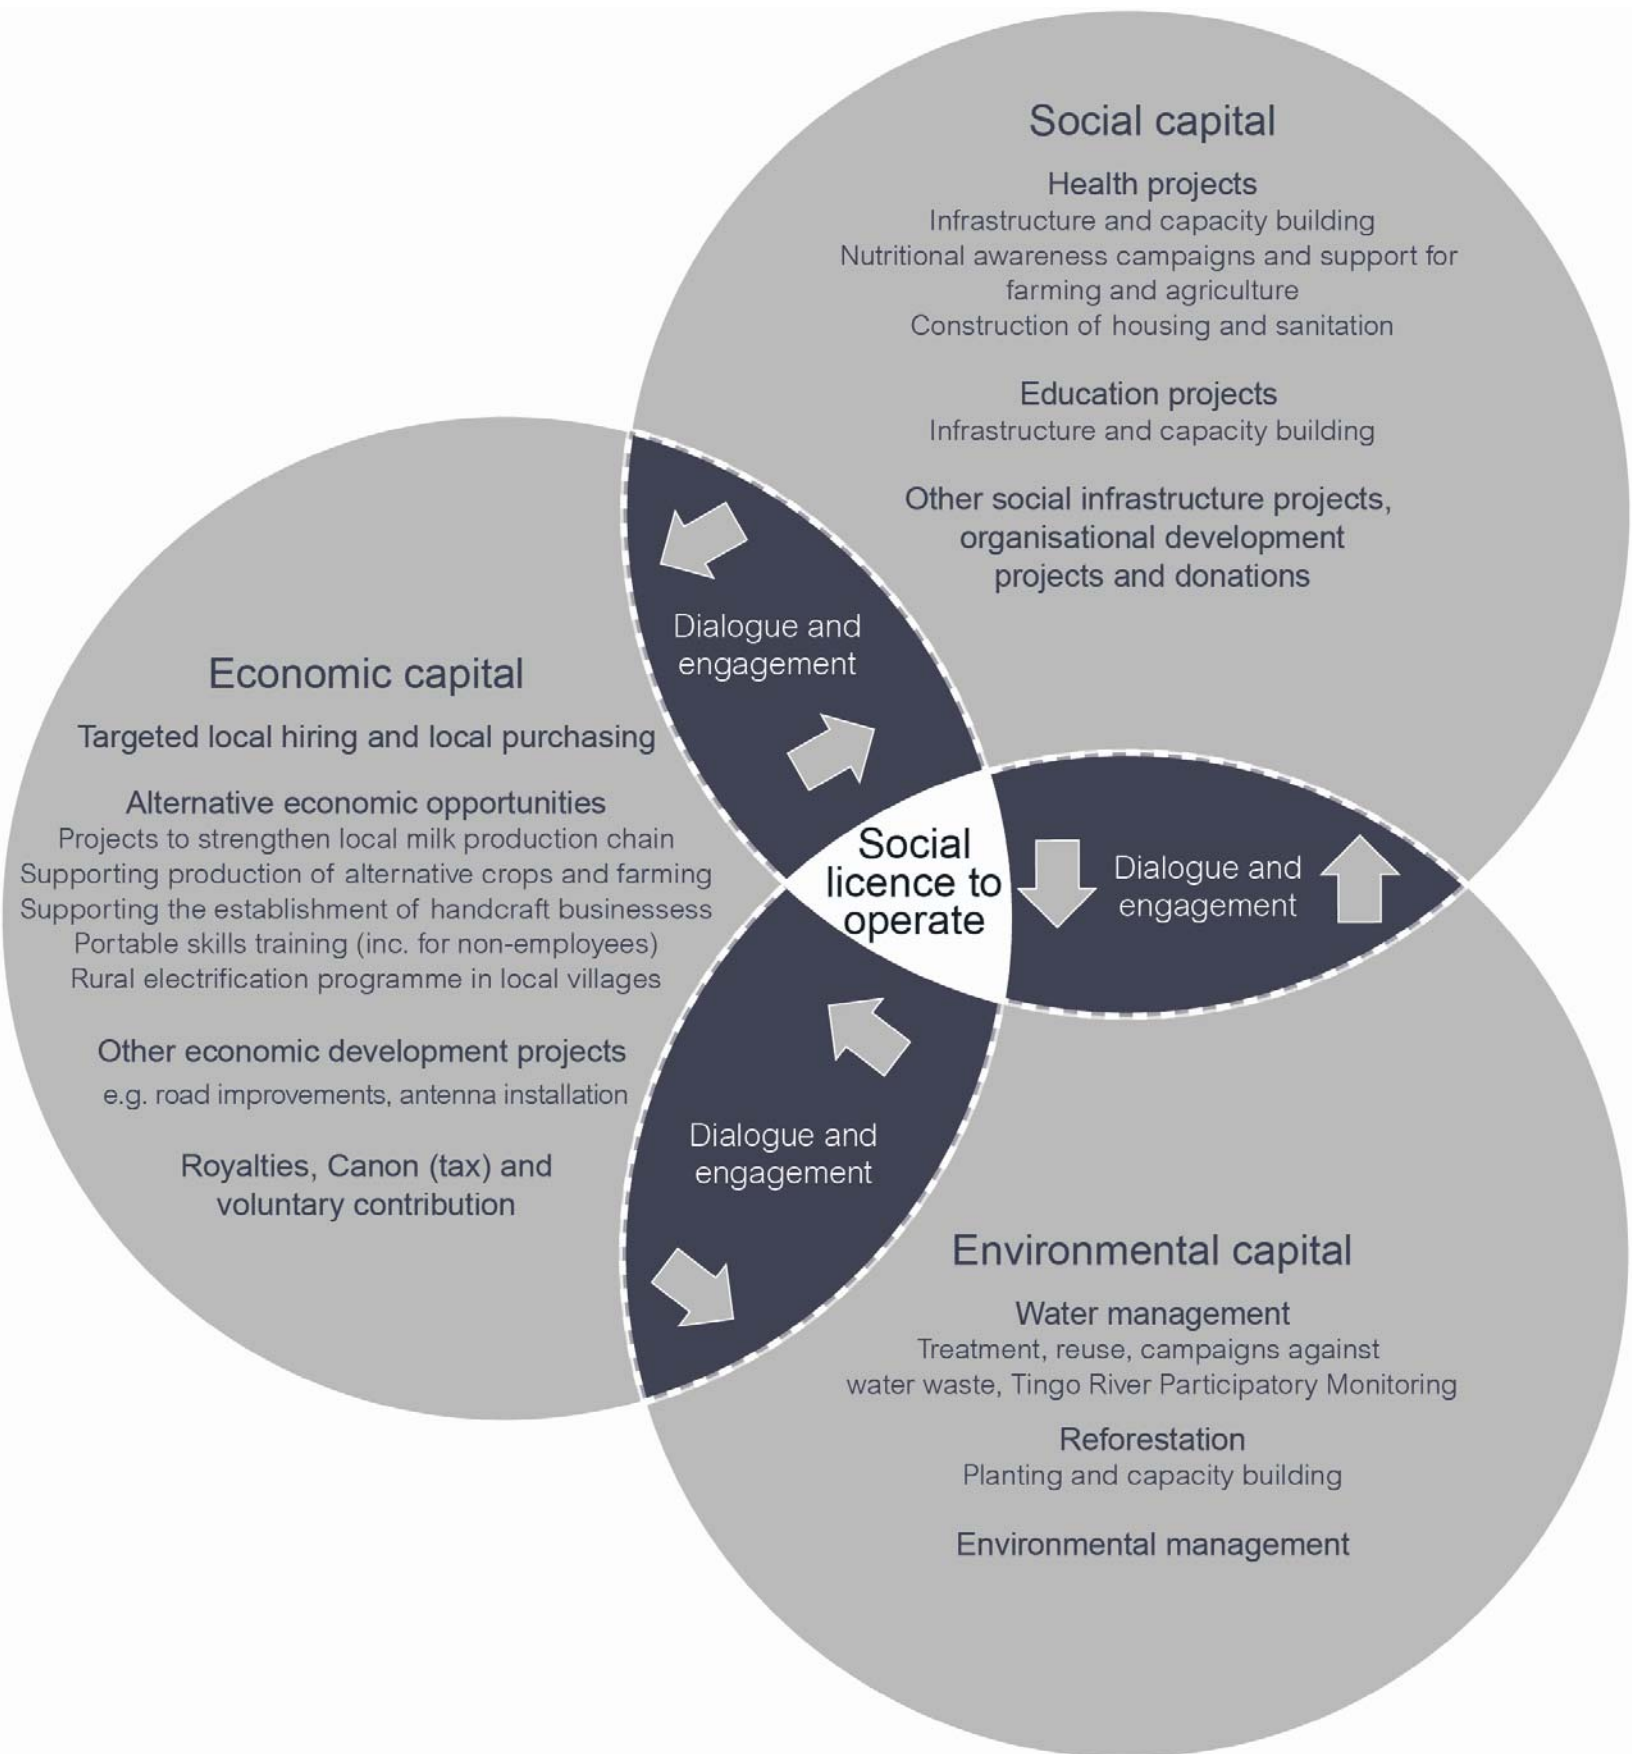 Social capital
Health projects
Infrastructure and capacity building
Nutritional awareness campaigns and support for
farming and agriculture
Construction of housing and sanitation
Education projects
Infrastructure and capacity building
Other social infrastructure projects,
organisational development
projects and donations
Dialogue and
engagement
Economic capital
Targeted local hiring and local purchasing
Alternative economic opportunities
Projects to strengthen local milk production chain
Supporting production of alternative crops and farming
Supporting the establishment of handcraft businessess
Portable skills training (inc. for non-employees)
Rural electrification programme in local villages
Other economic development projects
e.g. road improvements, antenna installation
Royalties, Canon (tax) and
voluntary contribution
Social
licence to
operate
Dialogue and
engagement
Dialogue and
engagement
Environmental capital
Water management
Treatment, reuse, campaigns against
water waste, Tingo River Participatory Monitoring
Reforestation
Planting and capacity building
Environmental management